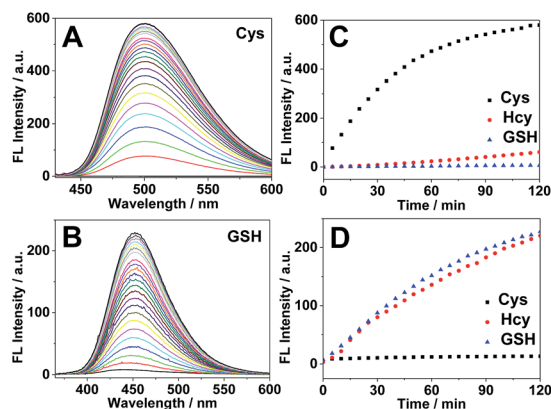 A
Cys
FL Intensity / a.u.
600
400
200
0
450
500
550
600
Wavelength / nm
B
GSH
FL Intensity / a.u.
200
100
0
400
450
500
550
600
Wavelength / nm
C
FL Intensity / a.u.
600
400
200
0
Cys
Hcy
GSH
0
30
60
90
120
Time / min
D
FL Intensity / a.u.
200
100
0
Cys
Hcy
GSH
0
30
60
90
120
Time / min